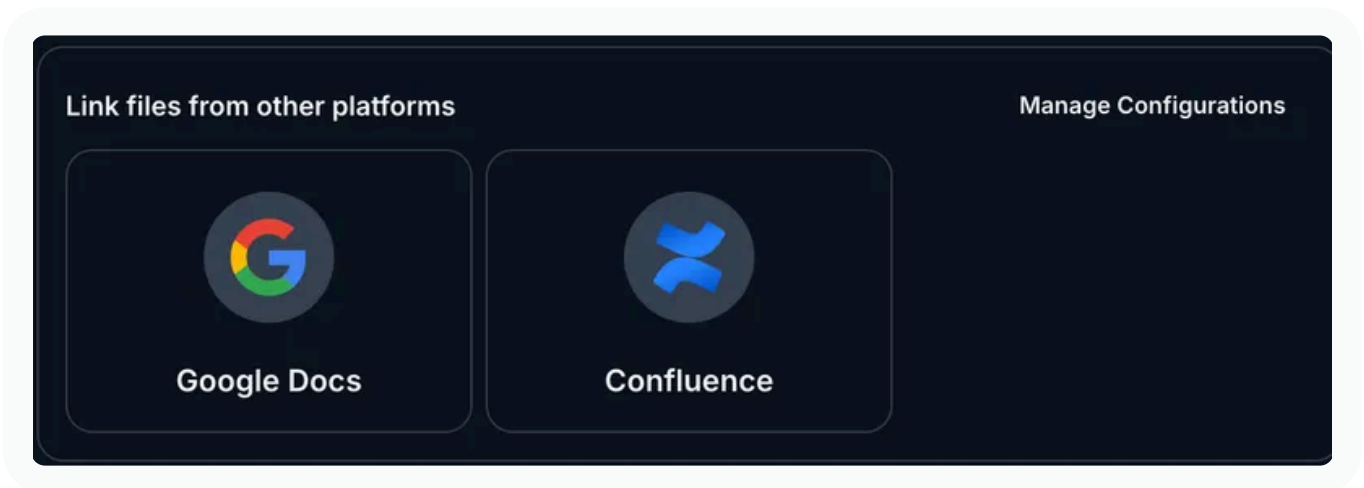 Link files from other platforms
Manage Configurations
Google Docs
Confluence